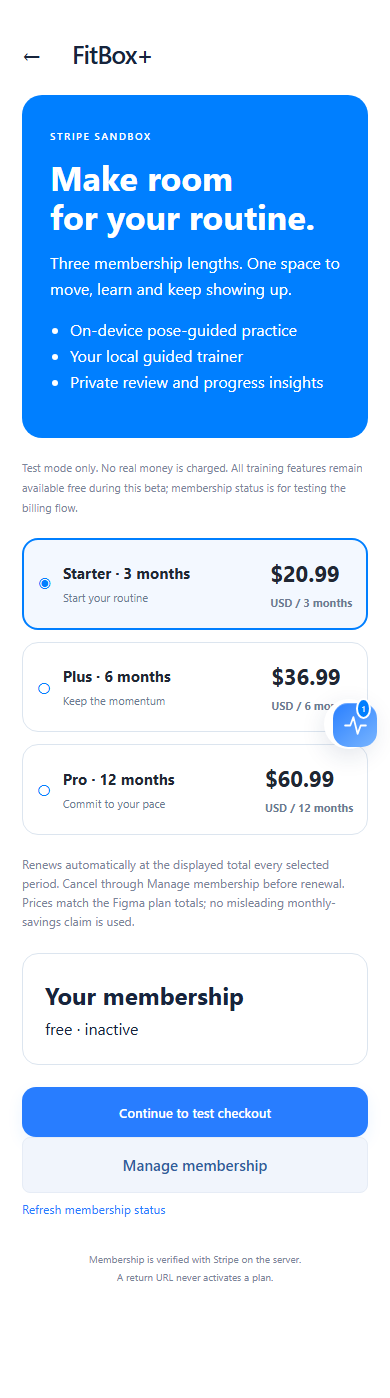 ← FitBox+
STRIPE SANDBOX
Make room
for your routine.
Three membership lengths. One space to
move, learn and keep showing up.
• On-device pose-guided practice
• Your local guided trainer
• Private review and progress insights
Test mode only. No real money is charged. All training features remain
available free during this beta; membership status is for testing the
billing flow.
Starter · 3 months
$20.99
Start your routine
USD / 3 months
Plus · 6 months
$36.99
Keep the momentum
USD / 6 mo
1
Pro · 12 months
$60.99
Commit to your pace
USD / 12 months
Renews automatically at the displayed total every selected
period. Cancel through Manage membership before renewal.
Prices match the Figma plan totals; no misleading monthly-
savings claim is used.
Your membership
free · inactive
Continue to test checkout
Manage membership
Refresh membership status
Membership is verified with Stripe on the server.
A return URL never activates a plan.